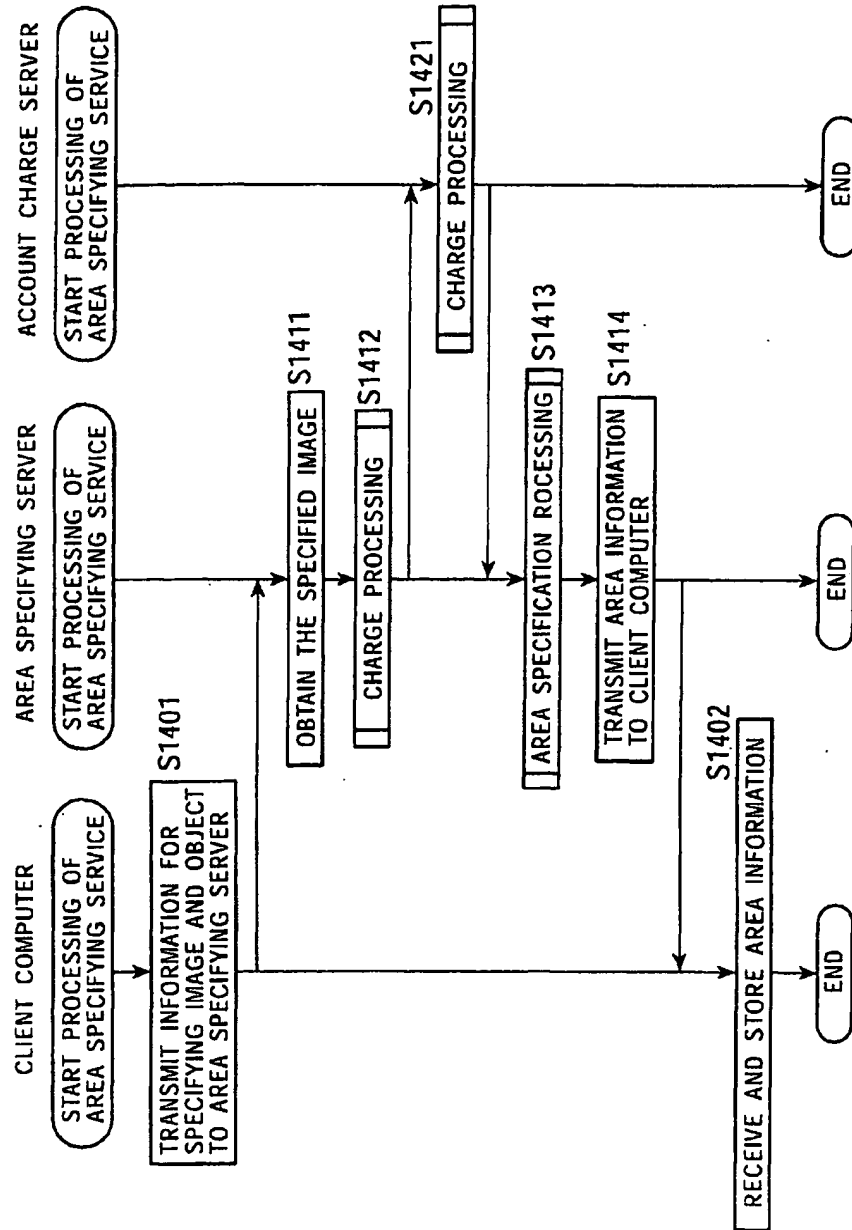 CLIENT COMPUTER
START PROCESSING OF
AREA SPECIFYING SERVICE
S1401
TRANSMIT INFORMATION FOR
SPECIFYING IMAGE AND OBJECT
TO AREA SPECIFYING SERVER
S1402
RECEIVE AND STORE AREA INFORMATION
END
AREA SPECIFYING SERVER
START PROCESSING OF
AREA SPECIFYING SERVICE
S1411
OBTAIN THE SPECIFIED IMAGE
S1412
CHARGE PROCESSING
S1413
AREA SPECIFICATION ROCESSING
S1414
TRANSMIT AREA INFORMATION
TO CLIENT COMPUTER
END
ACCOUNT CHARGE SERVER
START PROCESSING OF
AREA SPECIFYING SERVICE
S1421
CHARGE PROCESSING
END